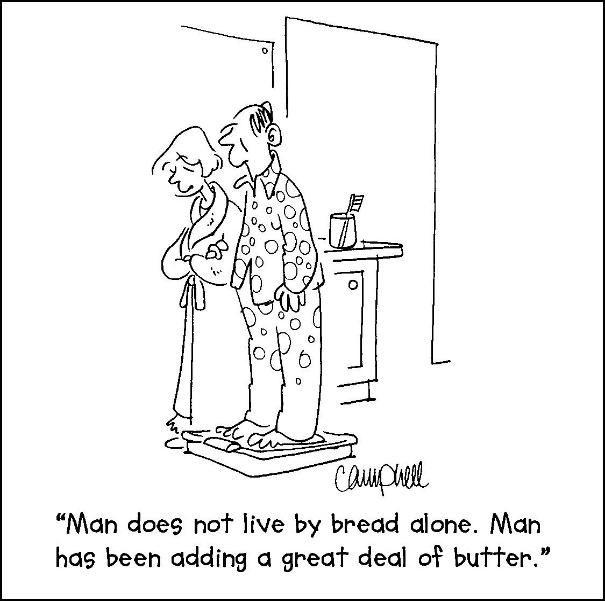 Campbell
“Man does not live by bread alone. Man
has been adding a great deal of butter.”